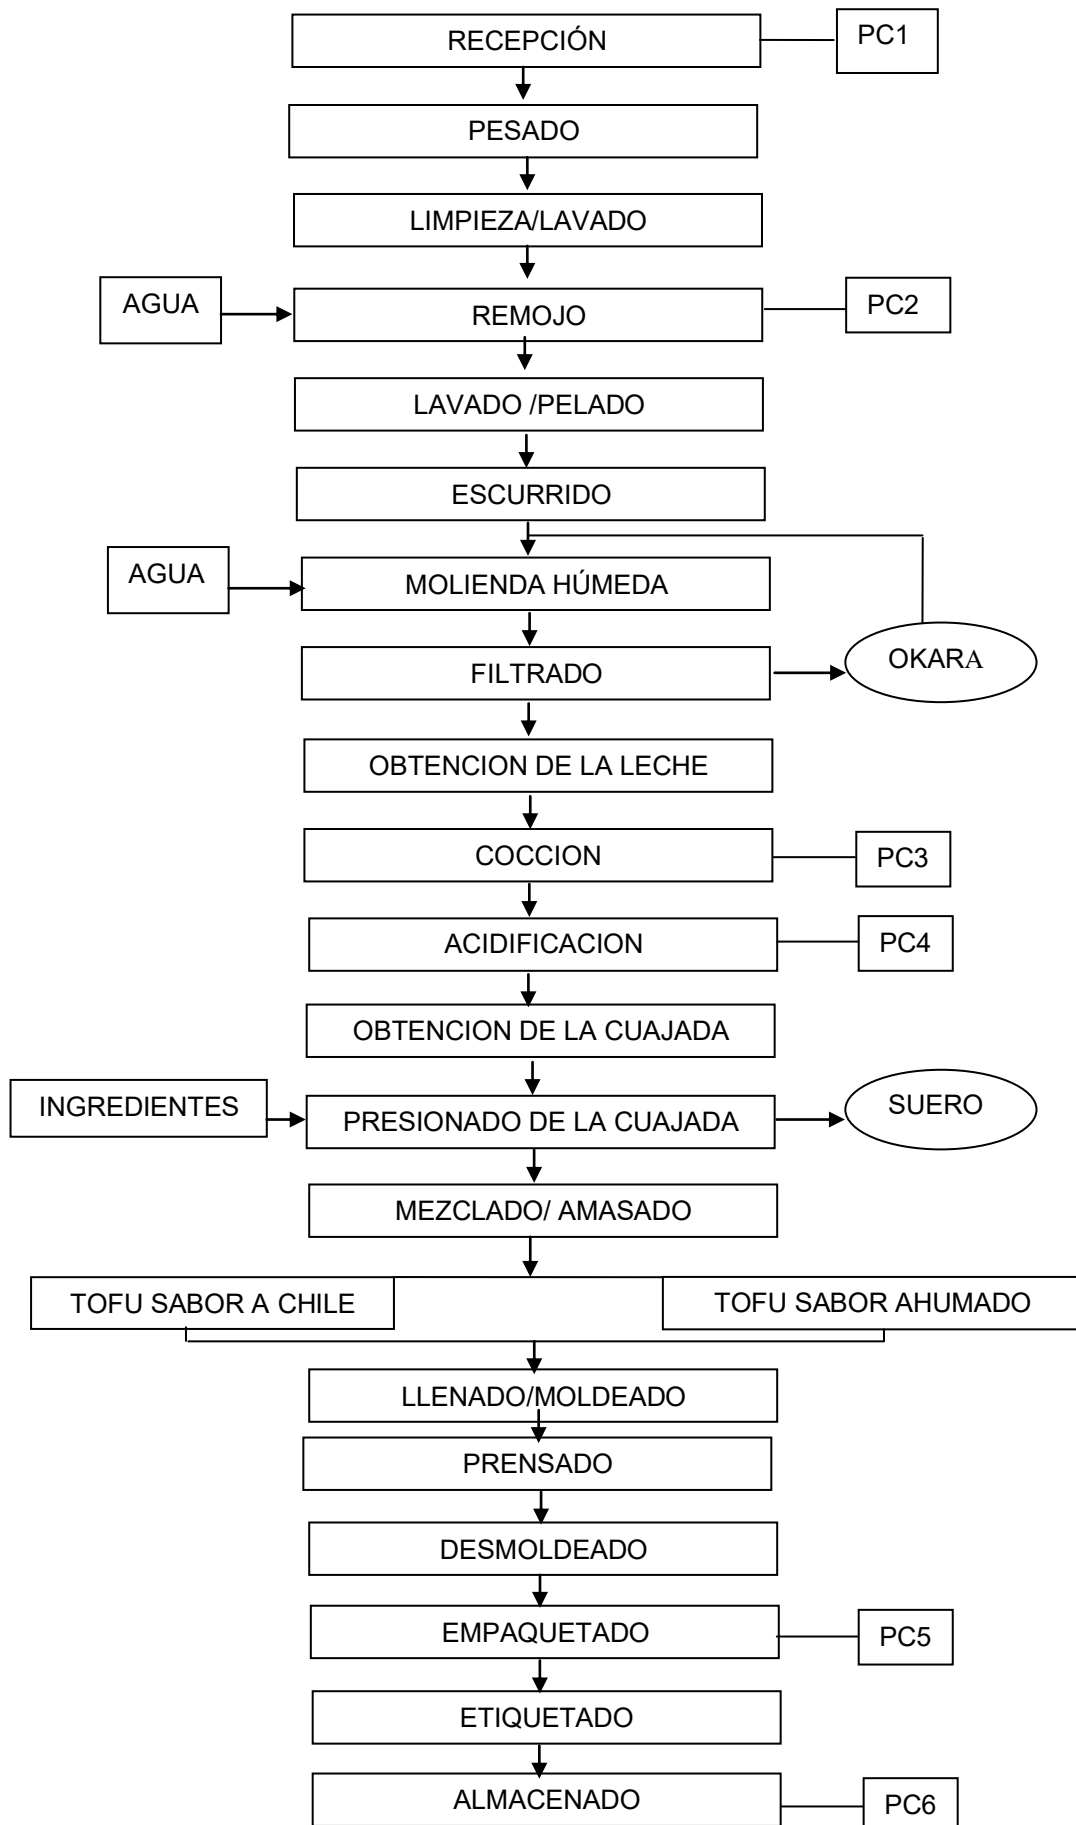 RECEPCIÓN
PC1
PESADO
LIMPIEZA/LAVADO
AGUA
REMOJO
PC2
LAVADO /PELADO
ESCURRIDO
AGUA
MOLIENDA HÚMEDA
FILTRADO
OKARA
OBTENCION DE LA LECHE
COCCION
PC3
ACIDIFICACION
PC4
OBTENCION DE LA CUAJADA
INGREDIENTES
PRESIONADO DE LA CUAJADA
SUERO
MEZCLADO/ AMASADO
TOFU SABOR A CHILE
TOFU SABOR AHUMADO
LLENADO/MOLDEADO
PRENSADO
DESMOLDEADO
EMPAQUETADO
PC5
ETIQUETADO
ALMACENADO
PC6